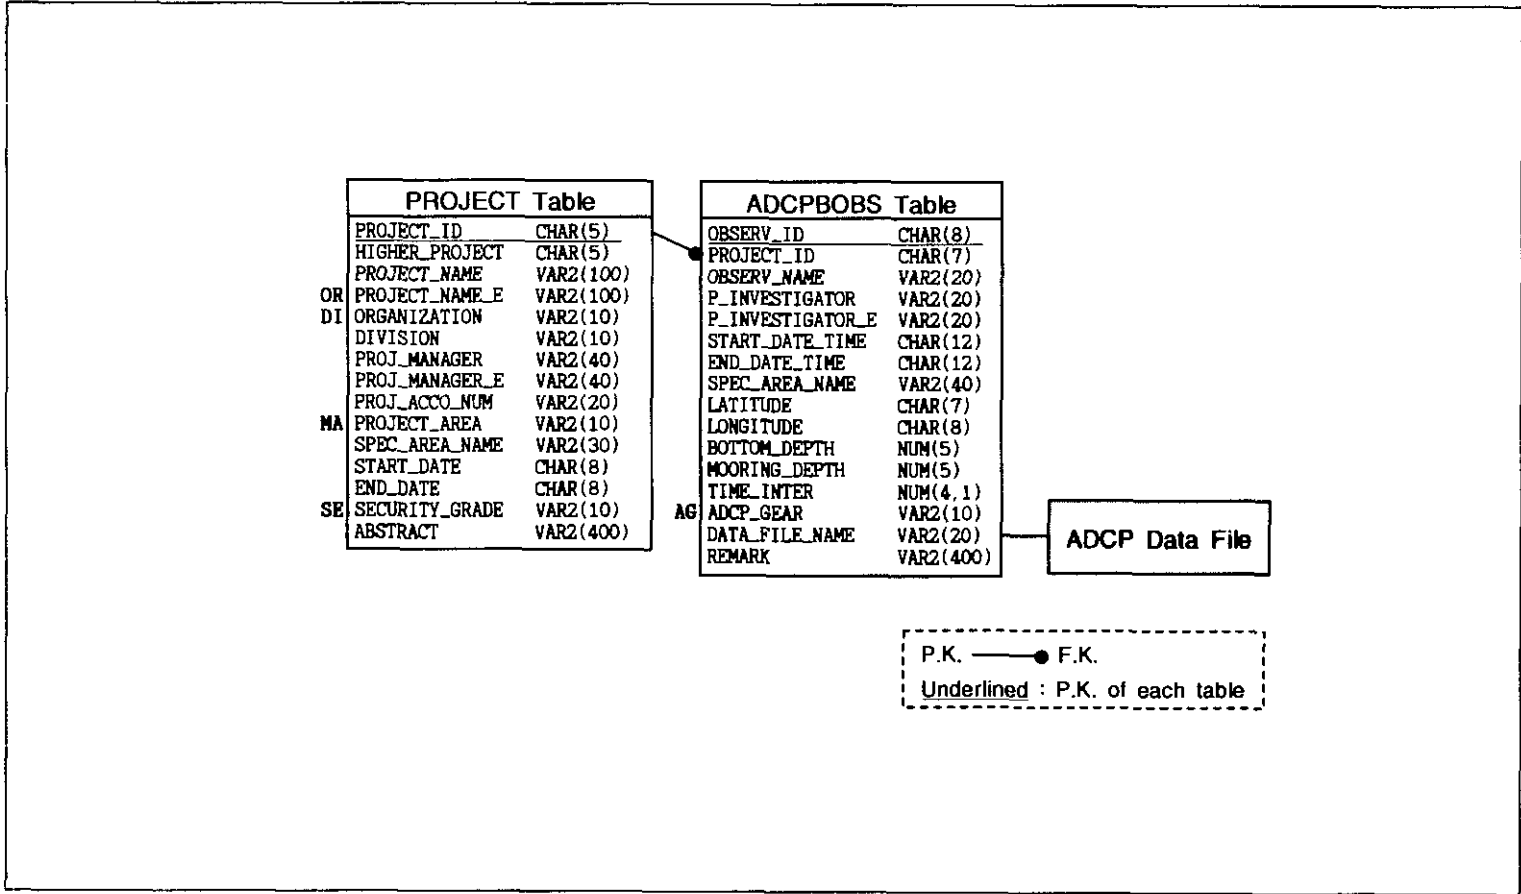 PROJECT Table
PROJECT_ID CHAR(5)
HIGHER_PROJECT CHAR(5)
PROJECT_NAME VAR2(100)
OR PROJECT_NAME_E VAR2(100)
DI ORGANIZATION VAR2(10)
DIVISION VAR2(10)
PROJ_MANAGER VAR2(40)
PROJ_MANAGER_E VAR2(40)
PROJ_ACCO_NUM VAR2(20)
MA PROJECT_AREA VAR2(10)
SPEC_AREA_NAME VAR2(30)
START_DATE CHAR(8)
END_DATE CHAR(8)
SE SECURITY_GRADE VAR2(10)
ABSTRACT VAR2(400)
ADCPBOBS Table
OBSERV_ID CHAR(8)
PROJECT_ID CHAR(7)
OBSERV_NAME VAR2(20)
P_INVESTIGATOR VAR2(20)
P_INVESTIGATOR_E VAR2(20)
START_DATE_TIME CHAR(12)
END_DATE_TIME CHAR(12)
SPEC_AREA_NAME VAR2(40)
LATITUDE CHAR(7)
LONGITUDE CHAR(8)
BOTTOM_DEPTH NUM(5)
MOORING_DEPTH NUM(5)
TIME_INTER NUM(4,1)
AG ADCP_GEAR VAR2(10)
DATA_FILE_NAME VAR2(20)
REMARK VAR2(400)
ADCP Data File
P.K. F.K.
Underlined : P.K. of each table